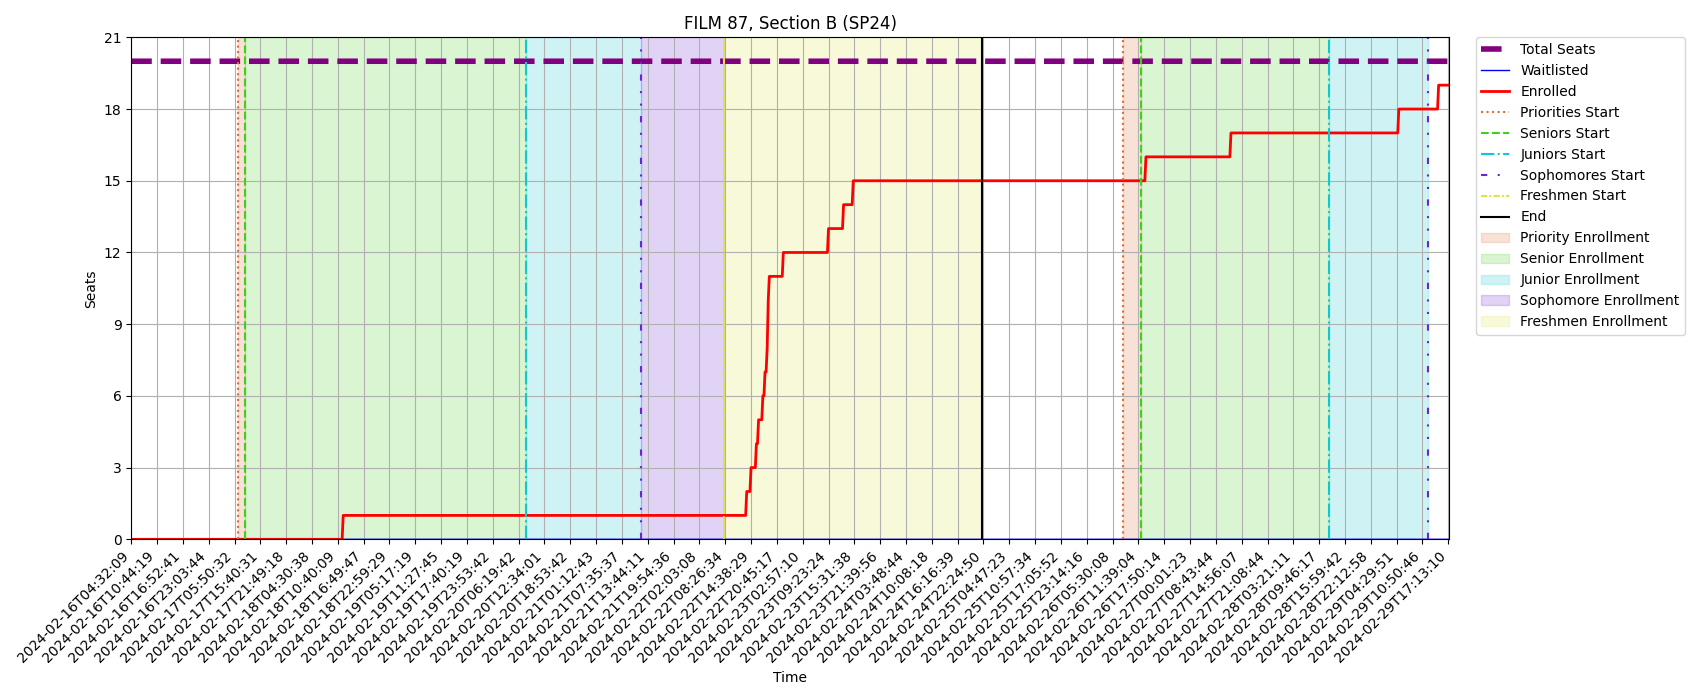 FILM 87, Section B (SP24)
Seats
21
18
15
12
9
6
3
0
2024-02-16T04:32:09
2024-02-16T10:44:19
2024-02-16T16:52:41
2024-02-16T23:03:44
2024-02-17T05:50:32
2024-02-17T15:40:31
2024-02-17T21:49:18
2024-02-18T04:30:38
2024-02-18T10:40:09
2024-02-18T16:49:47
2024-02-18T22:59:29
2024-02-19T05:17:19
2024-02-19T11:27:45
2024-02-19T17:40:19
2024-02-19T23:53:42
2024-02-20T06:19:42
2024-02-20T12:34:01
2024-02-20T18:53:42
2024-02-21T01:12:43
2024-02-21T07:35:37
2024-02-21T13:44:11
2024-02-21T19:54:36
2024-02-22T02:03:08
2024-02-22T08:26:34
2024-02-22T14:38:29
2024-02-22T20:45:17
2024-02-23T02:57:10
2024-02-23T09:23:24
2024-02-23T15:31:38
2024-02-23T21:39:56
2024-02-24T03:48:44
2024-02-24T10:08:18
2024-02-24T16:16:39
2024-02-24T22:24:50
2024-02-25T04:47:23
2024-02-25T10:57:34
2024-02-25T17:05:52
2024-02-25T23:14:16
2024-02-26T05:30:08
2024-02-26T11:39:04
2024-02-26T17:50:14
2024-02-27T00:01:23
2024-02-27T08:43:44
2024-02-27T14:56:07
2024-02-27T21:08:44
2024-02-28T03:21:11
2024-02-28T09:46:17
2024-02-28T15:59:42
2024-02-28T22:12:58
2024-02-29T04:29:51
2024-02-29T10:50:46
2024-02-29T17:13:10
Time
Total Seats
Waitlisted
Enrolled
Priorities Start
Seniors Start
Juniors Start
Sophomores Start
Freshmen Start
End
Priority Enrollment
Senior Enrollment
Junior Enrollment
Sophomore Enrollment
Freshmen Enrollment